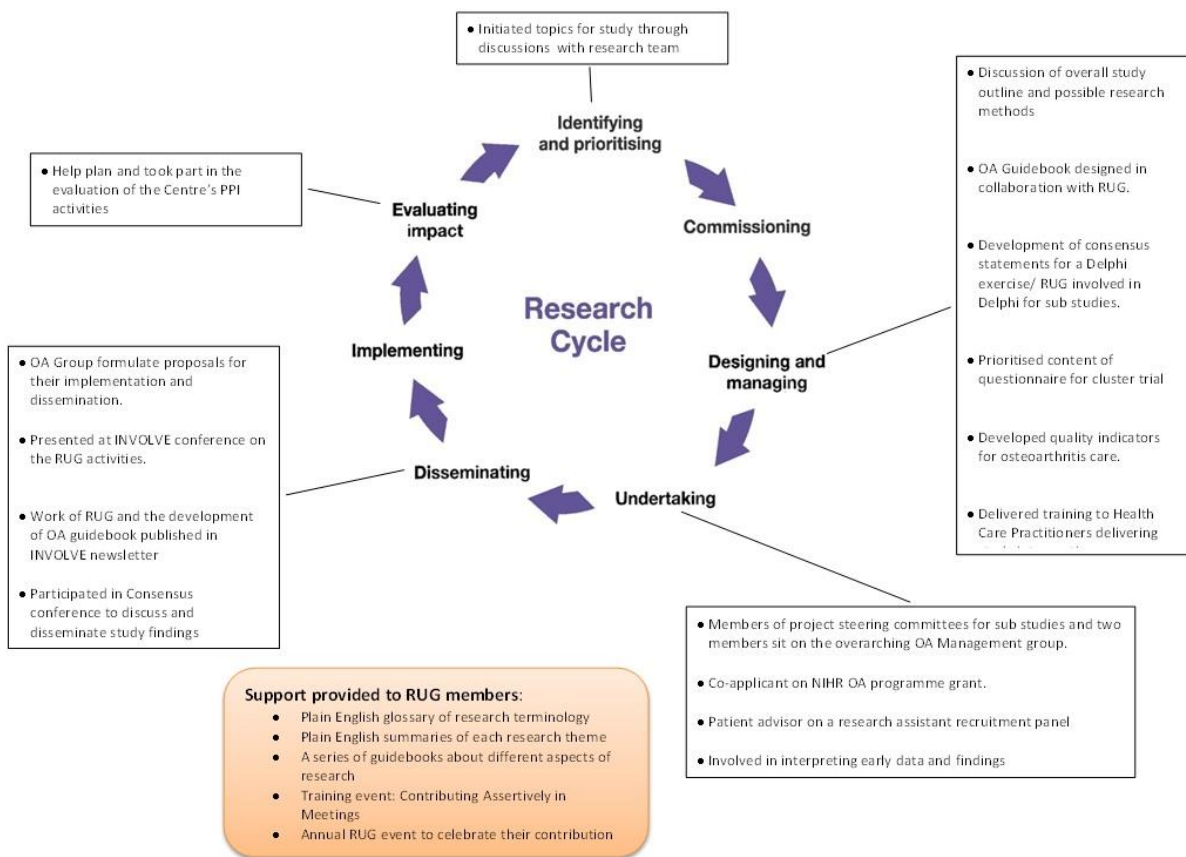 ● Initiated topics for study through
discussions with research team
Identifying
and prioritising
Commissioning
Designing and
managing
Undertaking
Disseminating
Implementing
Evaluating
impact
Research
Cycle
● Discussion of overall study
outline and possible research
methods
● OA Guidebook designed in
collaboration with RUG.
● Development of consensus
statements for a Delphi
exercise/ RUG involved in
Delphi for sub studies.
● Prioritised content of
questionnaire for cluster trial
● Developed quality indicators
for osteoarthritis care.
● Delivered training to Health
Care Practitioners delivering
● Help plan and took part in the
evaluation of the Centre's PPI
activities
● OA Group formulate proposals for
their implementation and
dissemination.
● Presented at INVOLVE conference on
the RUG activities.
● Work of RUG and the development
of OA guidebook published in
INVOLVE newsletter
● Participated in Consensus
conference to discuss and
disseminate study findings
● Members of project steering committees for sub studies and two
members sit on the overarching OA Management group.
● Co-applicant on NIHR OA programme grant.
● Patient advisor on a research assistant recruitment panel
● Involved in interpreting early data and findings
Support provided to RUG members:
● Plain English glossary of research terminology
● Plain English summaries of each research theme
● A series of guidebooks about different aspects of
research
● Training event: Contributing Assertively in
Meetings
● Annual RUG event to celebrate their contribution